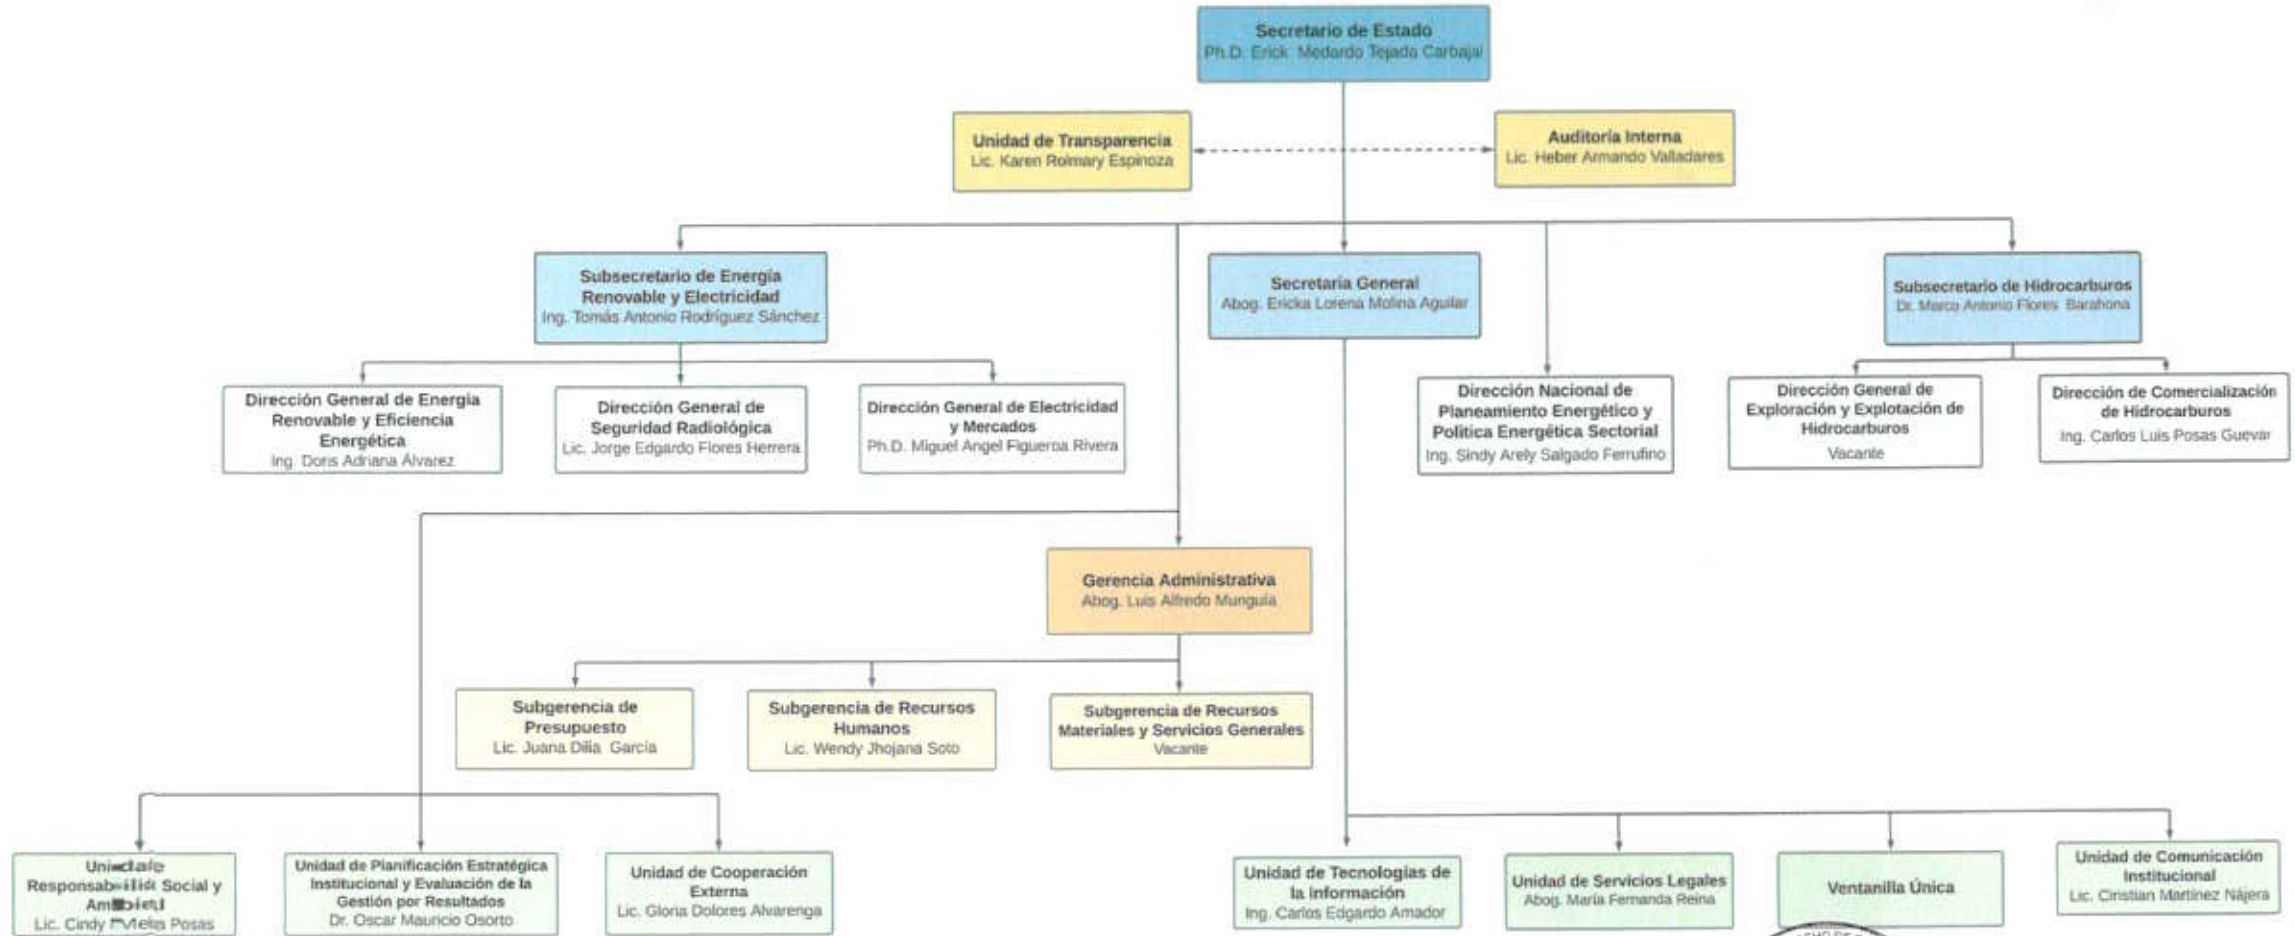 Secretario de Estado
Ph.D. Erick Medardo Tejada Carbajal
Unidad de Transparencia
Lic. Karen Rolmary Espinoza
Auditoría Interna
Lic. Heber Armando Valladares
Subsecretario de Energía
Renovable y Electricidad
Ing. Tomás Antonio Rodríguez Sánchez
Secretaria General
Abog. Ericka Lorena Molina Aguilar
Subsecretario de Hidrocarburos
Dr. Marco Antonio Flores Barahona
Dirección General de Energía
Renovable y Eficiencia
Energética
Ing. Doris Adriana Álvarez
Dirección General de
Seguridad Radiológica
Lic. Jorge Edgardo Flores Herrera
Dirección General de Electricidad
y Mercados
Ph.D. Miguel Angel Figueroa Rivera
Dirección Nacional de
Planeamiento Energético y
Política Energética Sectorial
Ing. Sindy Arely Salgado Ferrufino
Dirección General de
Exploración y Explotación de
Hidrocarburos
Vacante
Dirección de Comercialización
de Hidrocarburos
Ing. Carlos Luis Posas Guevar
Gerencia Administrativa
Abog. Luis Alfredo Munguía
Subgerencia de
Presupuesto
Lic. Juana Dilia García
Subgerencia de Recursos
Humanos
Lic. Wendy Jhojana Soto
Subgerencia de Recursos
Materiales y Servicios Generales
Vacante
Social y
Lic. Cindy Posas
Unidad de Planificación Estratégica
Institucional y Evaluación de la
Gestión por Resultados
Dr. Oscar Mauricio Osorto
Unidad de Cooperación
Externa
Lic. Gloria Dolores Alvarenga
Unidad de Tecnologías de
la Información
Ing. Carlos Edgardo Amador
Unidad de Servicios Legales
Abog. María Fernanda Reina
Ventanilla Única
Unidad de Comunicación
Institucional
Lic. Ciristian Martínez Nájera